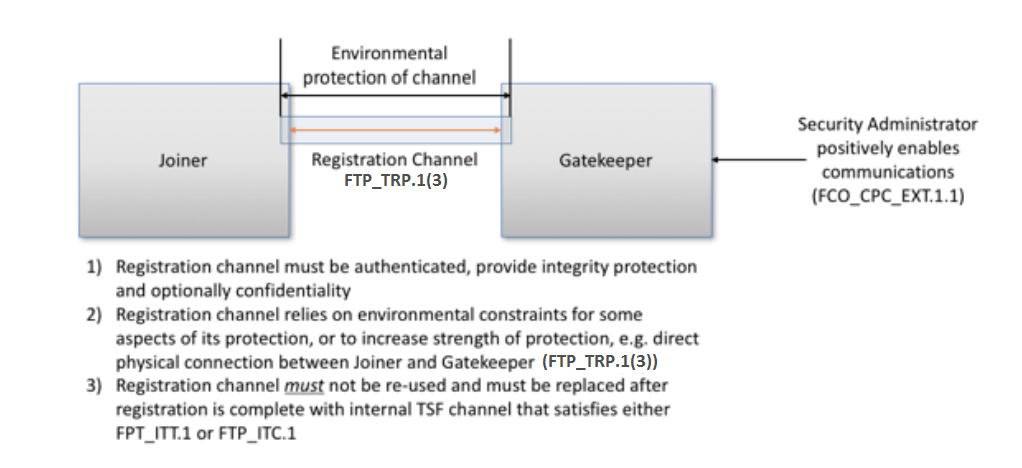 Environmental
protection of channel
Joiner
Registration Channel
FTP_TRP.1(3)
Gatekeeper
Security Administrator
positively enables
communications
(FCO_CPC_EXT.1.1)
1) Registration channel must be authenticated, provide integrity protection
and optionally confidentiality
2) Registration channel relies on environmental constraints for some
aspects of its protection, or to increase strength of protection, e.g. direct
physical connection between Joiner and Gatekeeper (FTP_TRP.1(3))
3) Registration channel must not be re-used and must be replaced after
registration is complete with internal TSF channel that satisfies either
FPT_ITT.1 or FTP_ITC.1